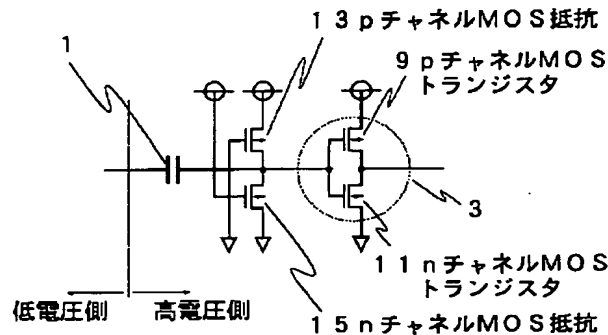 13pチャネルMOS抵抗
1
9pチャネルMOS
トランジスタ
3
11nチャネルMOS
トランジスタ
低電圧側
高電圧側
15nチャネルMOS抵抗